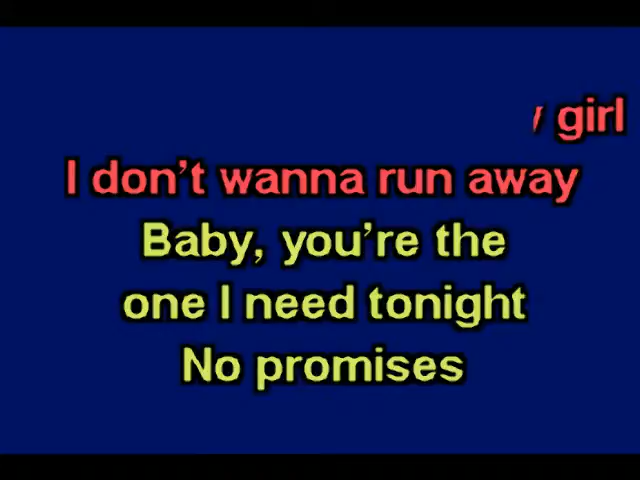 girl
I don't wanna run away
Baby, you're the
one I need tonight
No promises